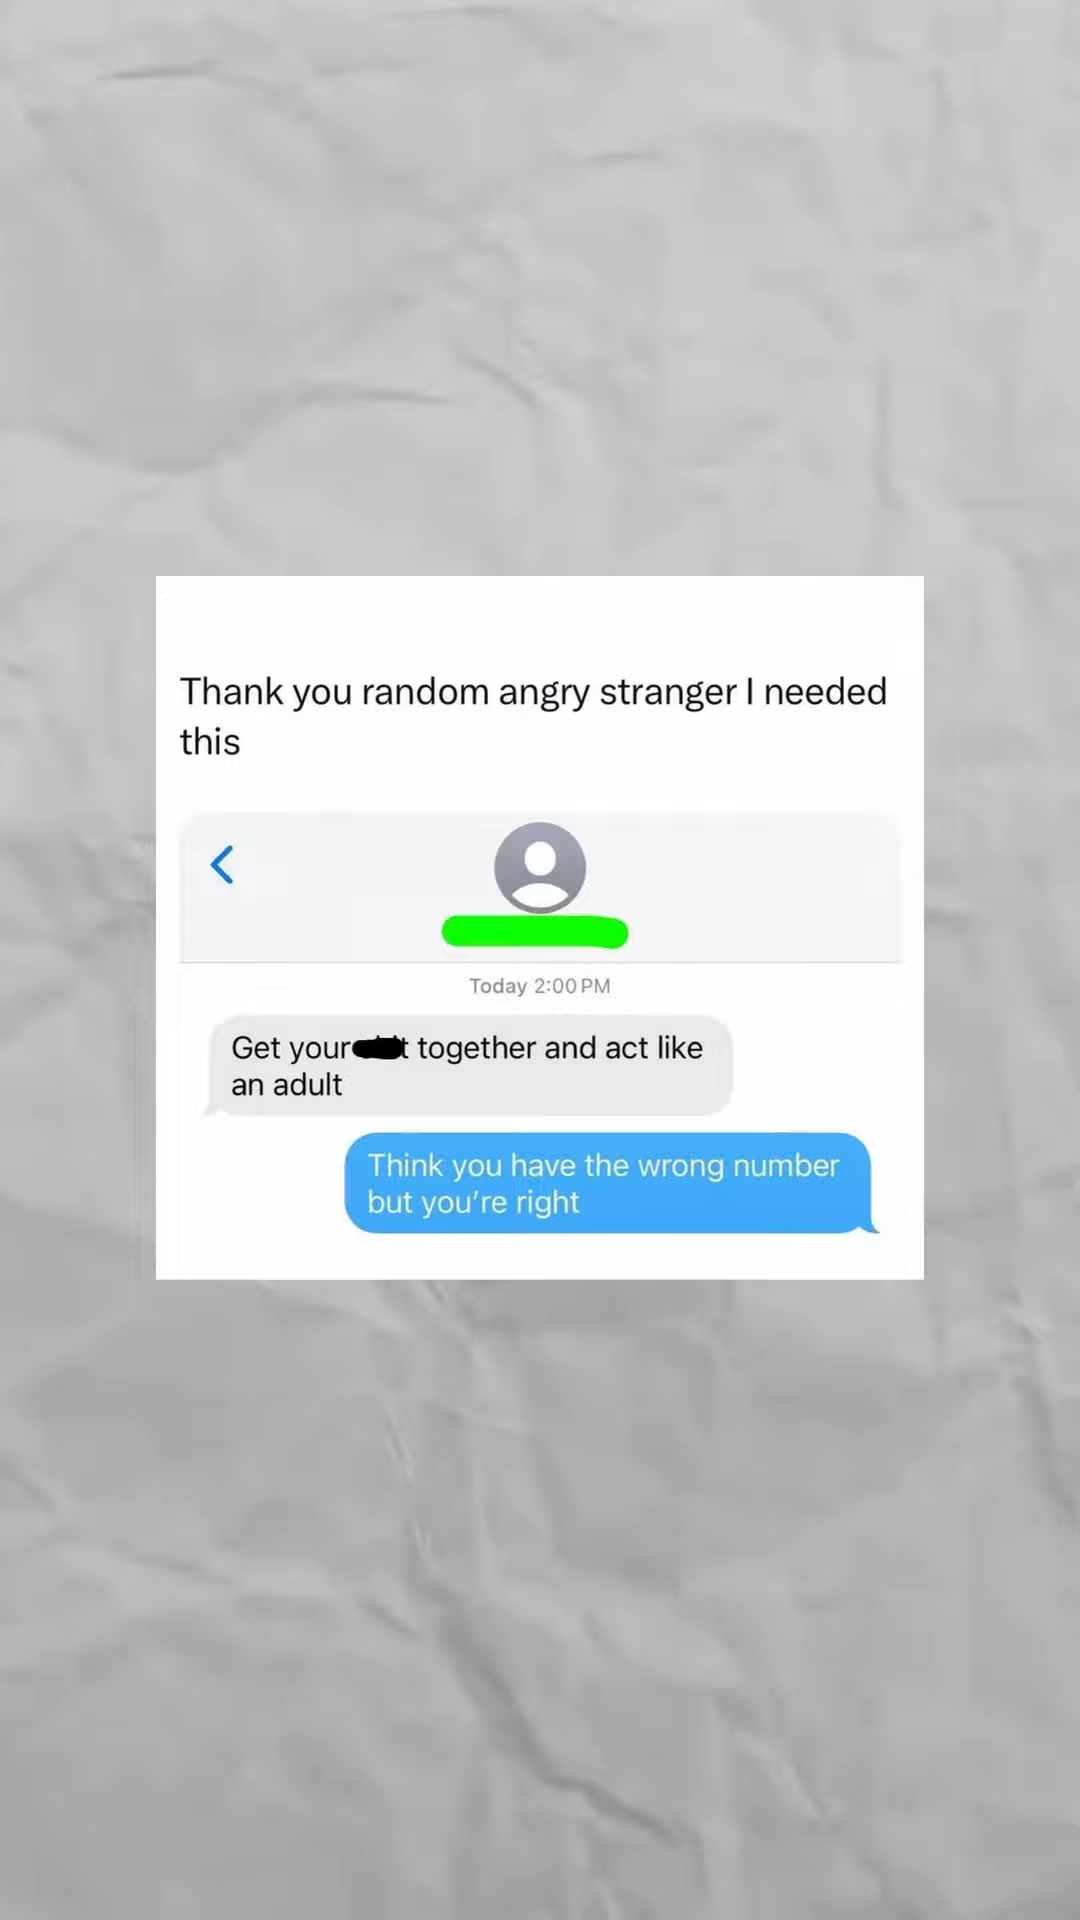 Thank you random angry stranger I needed
this
Today 2:00 PM
Get your together and act like
an adult
Think you have the wrong number
but you're right